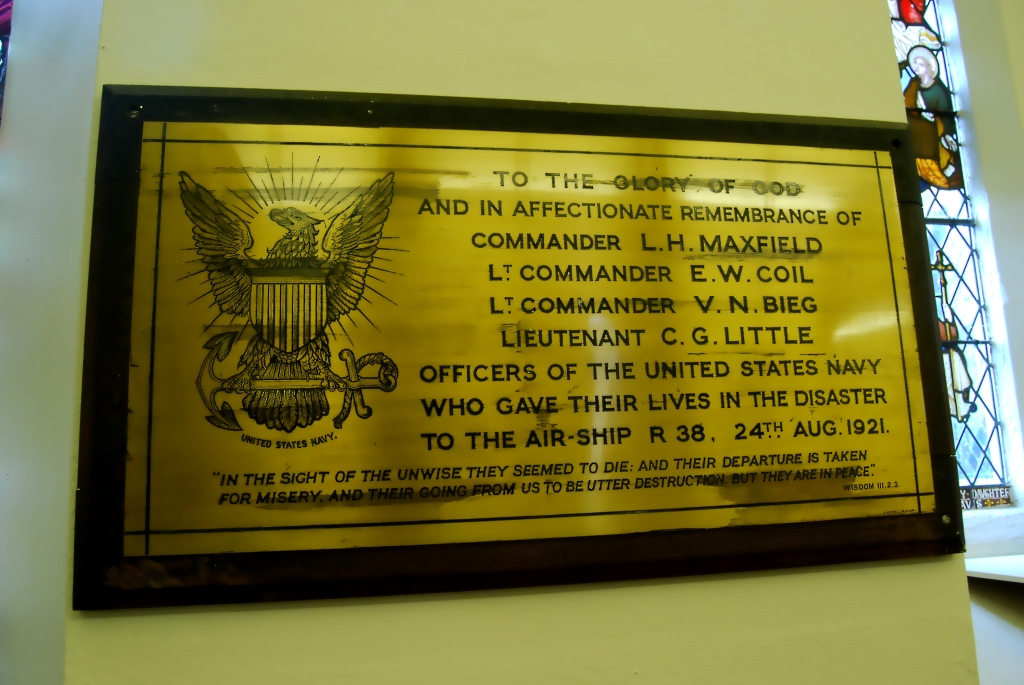 TO THE GLORY OF GOD
AND IN AFFECTIONATE REMEMBRANCE OF
COMMANDER L.H. MAXFIELD
LT COMMANDER E.W. COIL
LT COMMANDER V.N. BIEG
LIEUTENANT C.G. LITTLE
OFFICERS OF THE UNITED STATES NAVY
WHO GAVE THEIR LIVES IN THE DISASTER
TO THE AIR-SHIP R 38, 24TH AUG. 1921.
UNITED STATES NAVY.
"IN THE SIGHT OF THE UNWISE THEY SEEMED TO DIE: AND THEIR DEPARTURE IS TAKEN
FOR MISERY, AND THEIR GOING FROM US TO BE UTTER DESTRUCTION, BUT THEY ARE IN PEACE."
WISDOM III. 2, 3.
DAUGHTER